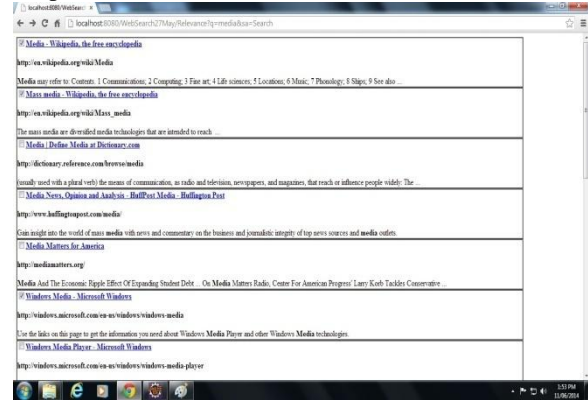 localhost:8080/WebSearch
localhost:8080/WebSearch27May/Relevance?q=media&sa=Search
Media - Wikipedia, the free encyclopedia
http://en.wikipedia.org/wiki/Media
Media may refer to: Contents. 1 Communications; 2 Computing; 3 Fine art; 4 Life sciences; 5 Locations; 6 Music; 7 Phonology; 8 Ships; 9 See also ...
Mass media - Wikipedia, the free encyclopedia
http://en.wikipedia.org/wiki/Mass_media
The mass media are diversified media technologies that are intended to reach ...
Media | Define Media at Dictionary.com
http://dictionary.reference.com/browse/media
(usually used with a plural verb) the means of communication, as radio and television, newspapers, and magazines, that reach or influence people widely: The ...
Media News, Opinion and Analysis - HuffPost Media - Huffington Post
http://www.huffingtonpost.com/media/
Gain insight into the world of mass media with news and commentary on the business and journalistic integrity of top news sources and media outlets.
Media Matters for America
http://mediamatters.org/
Media And The Economic Ripple Effect Of Expanding Student Debt ... On Media Matters Radio, Center For American Progress' Larry Korb Tackles Conservative ...
Windows Media - Microsoft Windows
http://windows.microsoft.com/en-us/windows/windows-media
Use the links on this page to get the information you need about Windows Media Player and other Windows Media technologies.
Windows Media Player - Microsoft Windows
http://windows.microsoft.com/en-us/windows/windows-media-player
1:53 PM
11/06/2014